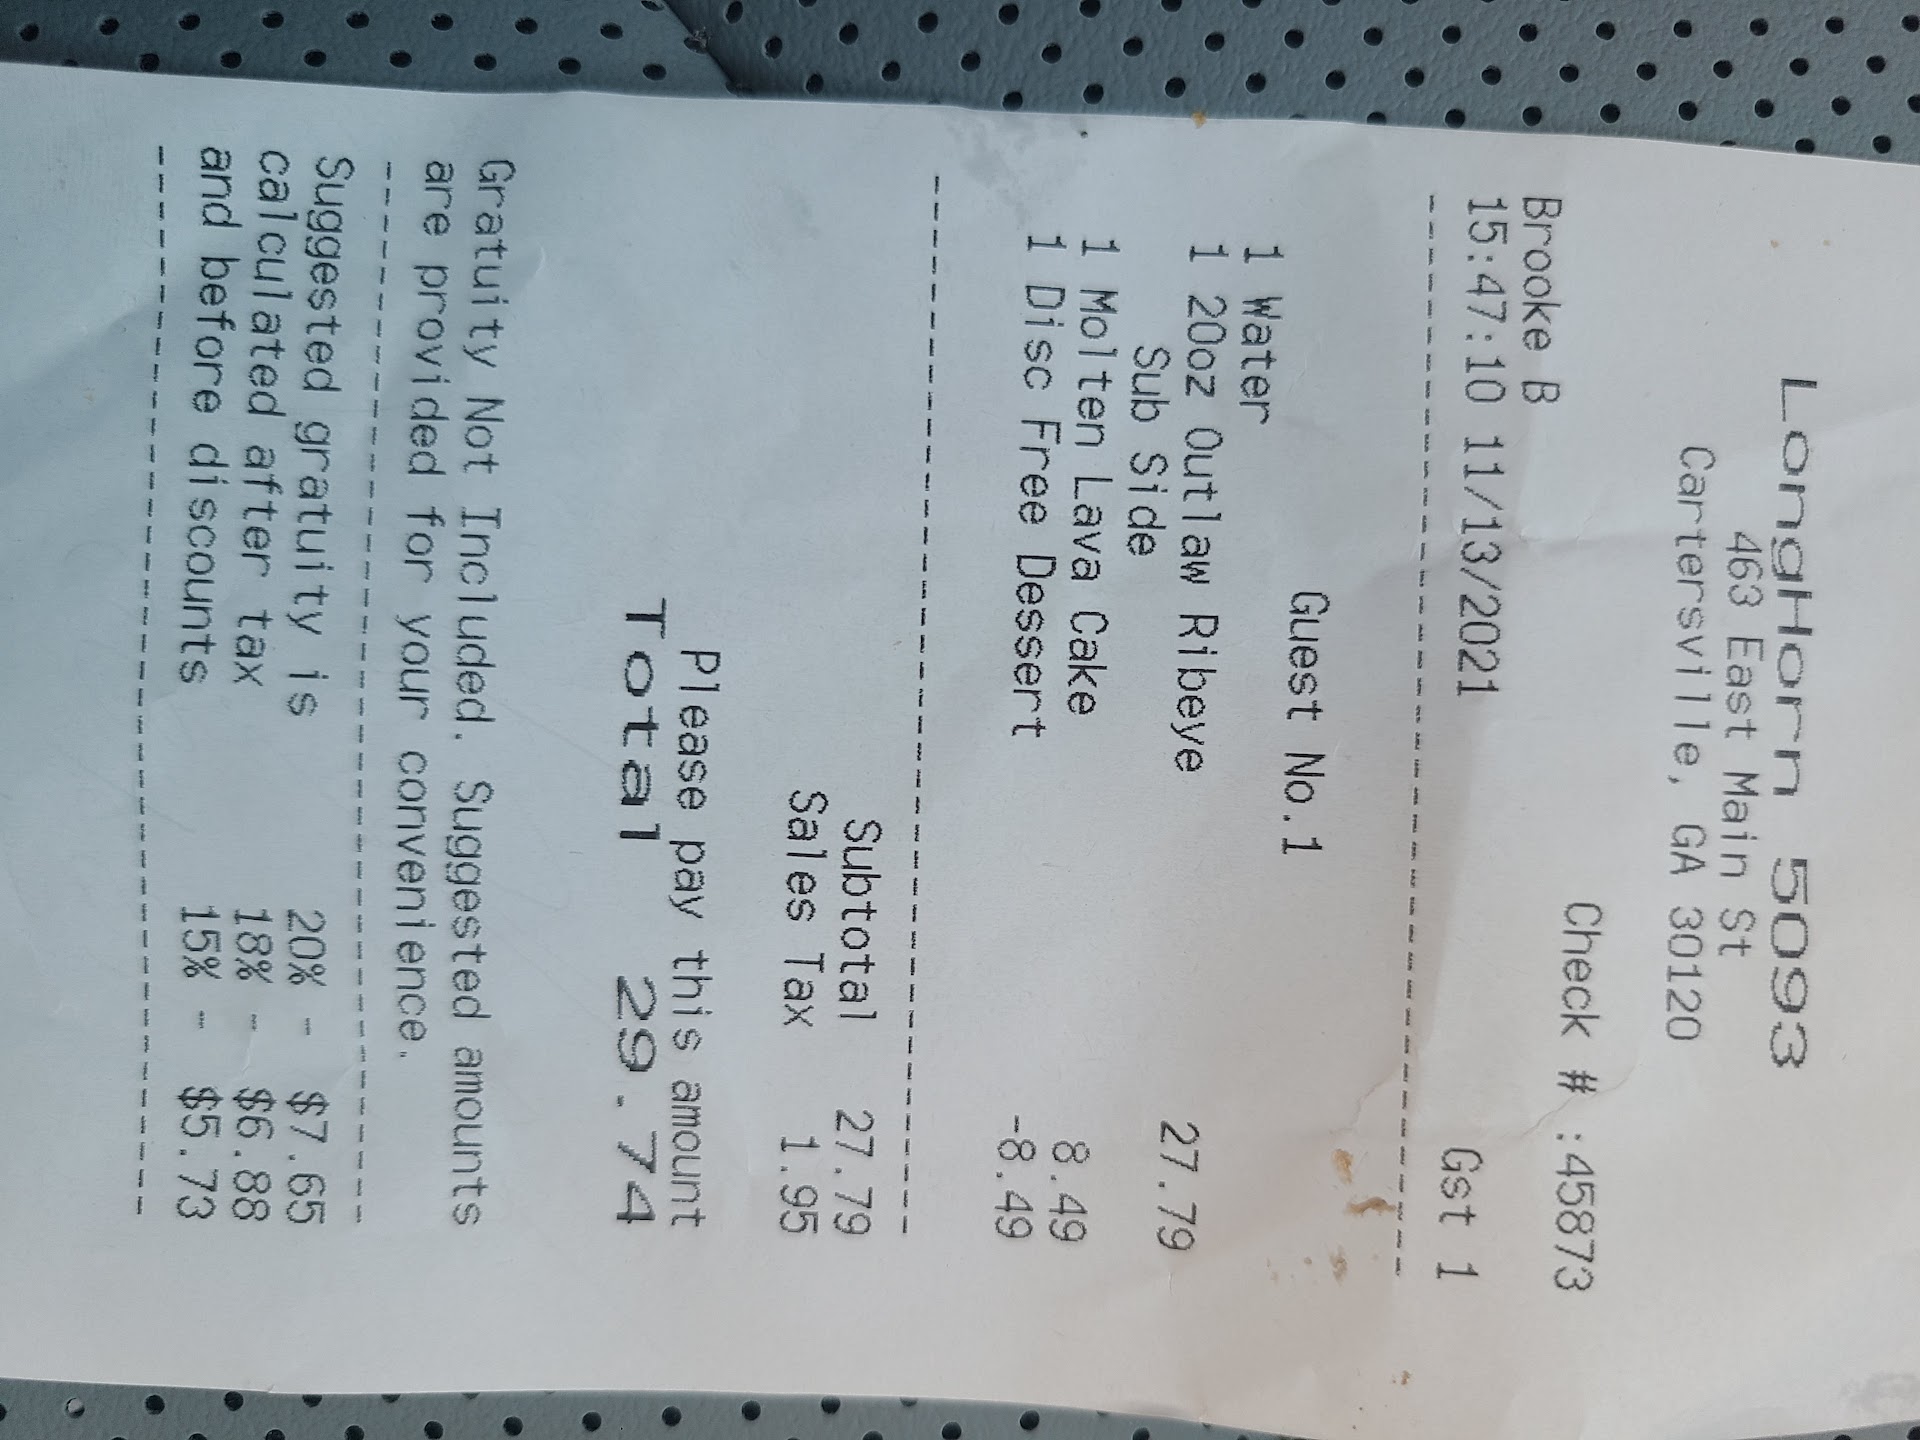 LongHorn 5093
463 East Main St
Cartersville, GA 30120
Check # :45873
Brooke B
15:47:10 11/13/2021 Gst 1
Guest No.1
1 Water
1 20oz Outlaw Ribeye 27.79
Sub Side
1 Molten Lava Cake 8.49
1 Disc Free Dessert -8.49
Subtotal 27.79
Sales Tax 1.95
Please pay this amount
Total 29.74
Gratuity Not Included. Suggested amounts
are provided for your convenience.
Suggested gratuity is 20% - $7.65
calculated after tax 18% - $6.88
and before discounts 15% - $5.73